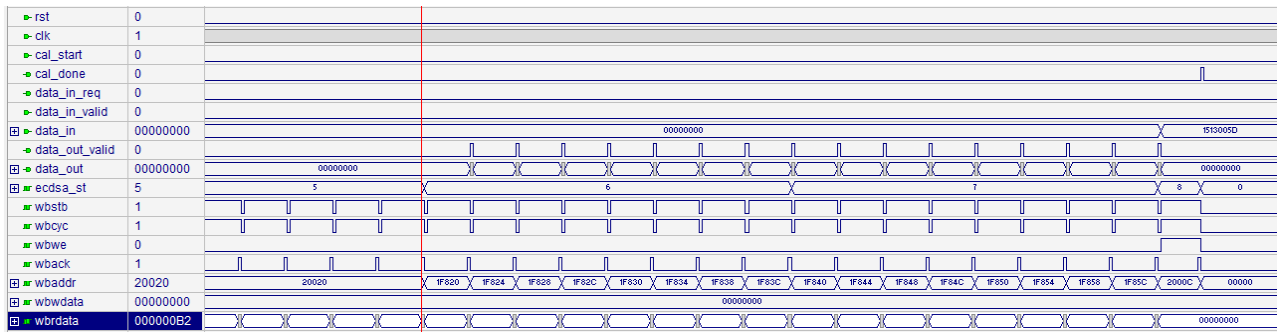 rst 0
clk 1
cal_start 0
cal_done 0
data_in_req 0
data_in_valid 0
data_in 00000000 00000000 1513005D
data_out_valid 0
data_out 00000000 00000000 00000000
ecdsa_st 5 5 6 7 8 0
wbstb 1
wbcyc 1
wbwe 0
wback 1
wbaddr 20020 20020 1F820 1F824 1F828 1F82C 1F830 1F834 1F838 1F83C 1F840 1F844 1F848 1F84C 1F850 1F854 1F858 1F85C 2000C 00000
wbwdata 00000000 00000000
wbrdata 000000B2 00000000